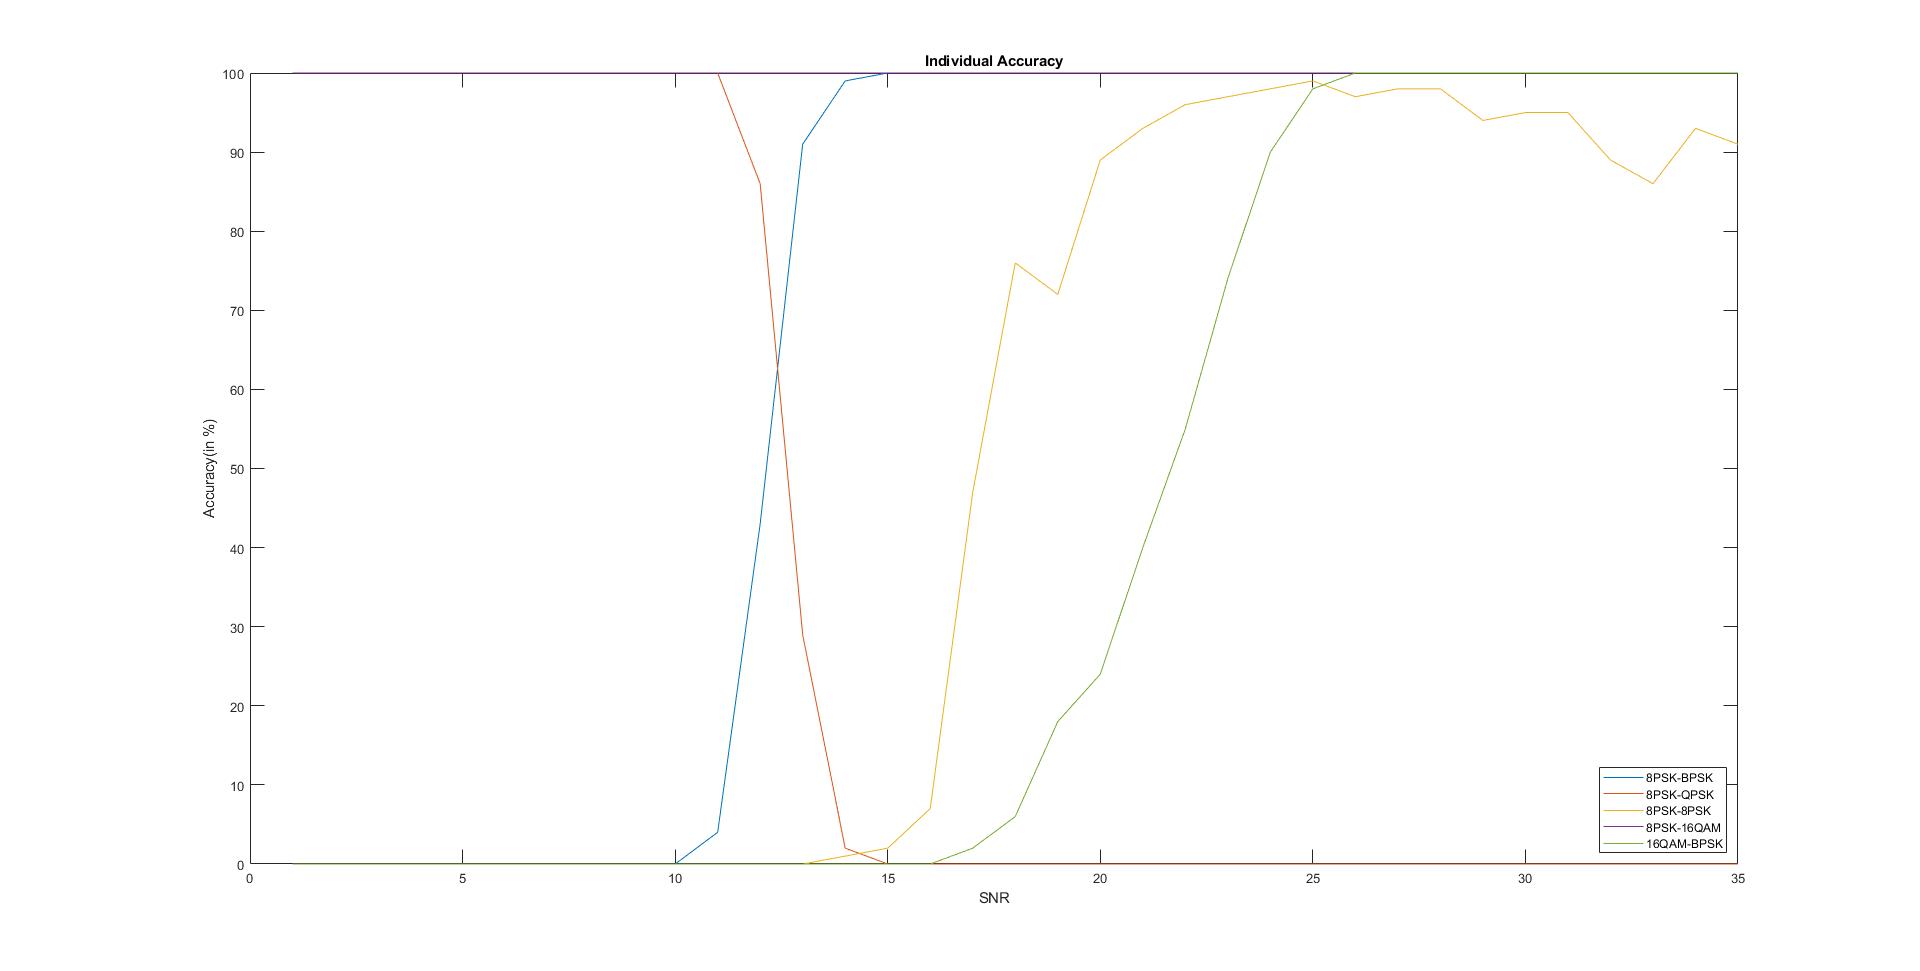 Individual Accuracy
100
90
80
70
60
50
40
30
20
10
0
Accuracy(in %)
0 5 10 15 20 25 30 35
SNR
8PSK-BPSK
8PSK-QPSK
8PSK-8PSK
8PSK-16QAM
16QAM-BPSK